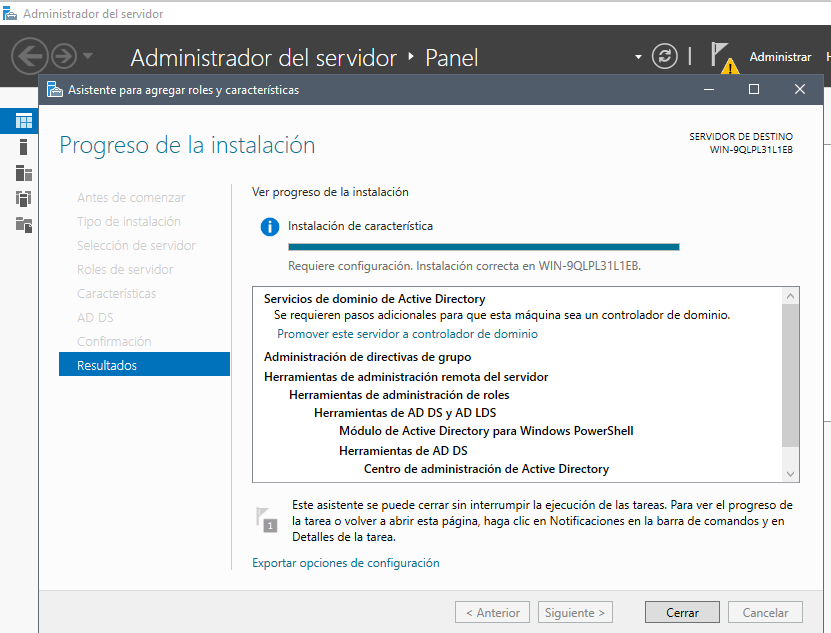 Administrador del servidor
Administrador del servidor ‣ Panel
Administrar
Asistente para agregar roles y características
Progreso de la instalación
SERVIDOR DE DESTINO
WIN-9QLPL31L1EB
Antes de comenzar
Tipo de instalación
Selección de servidor
Roles de servidor
Características
AD DS
Confirmación
Resultados
Ver progreso de la instalación
Instalación de característica
Requiere configuración. Instalación correcta en WIN-9QLPL31L1EB.
Servicios de dominio de Active Directory
Se requieren pasos adicionales para que esta máquina sea un controlador de dominio.
Promover este servidor a controlador de dominio
Administración de directivas de grupo
Herramientas de administración remota del servidor
Herramientas de administración de roles
Herramientas de AD DS y AD LDS
Módulo de Active Directory para Windows PowerShell
Herramientas de AD DS
Centro de administración de Active Directory
1
Este asistente se puede cerrar sin interrumpir la ejecución de las tareas. Para ver el progreso de
la tarea o volver a abrir esta página, haga clic en Notificaciones en la barra de comandos y en
Detalles de la tarea.
Exportar opciones de configuración
< Anterior
Siguiente >
Cerrar
Cancelar